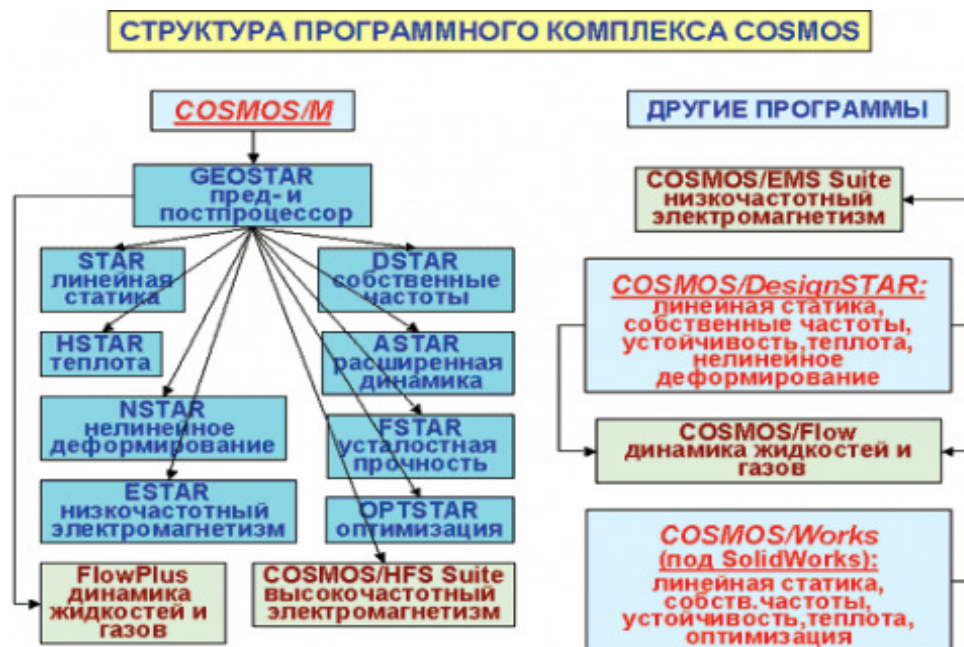 СТРУКТУРА ПРОГРАММНОГО КОМПЛЕКСА COSMOS
COSMOS/M
GEOSTAR
пред- и
постпроцессор
STAR
линейная
статика
DSTAR
собственные
частоты
HSTAR
теплота
ASTAR
расширенная
динамика
NSTAR
нелинейное
деформирование
FSTAR
усталостная
прочность
ESTAR
низкочастотный
электромагнетизм
OPTSTAR
оптимизация
FlowPlus
динамика
жидкостей и
газов
COSMOS/HFS Suite
высокочастотный
электромагнетизм
ДРУГИЕ ПРОГРАММЫ
COSMOS/EMS Suite
низкочастотный
электромагнетизм
COSMOS/DesignSTAR:
линейная статика,
собственные частоты,
устойчивость,теплота,
нелинейное
деформирование
COSMOS/Flow
динамика жидкостей и
газов
COSMOS/Works
(под SolidWorks):
линейная статика,
собств.частоты,
устойчивость,теплота,
оптимизация